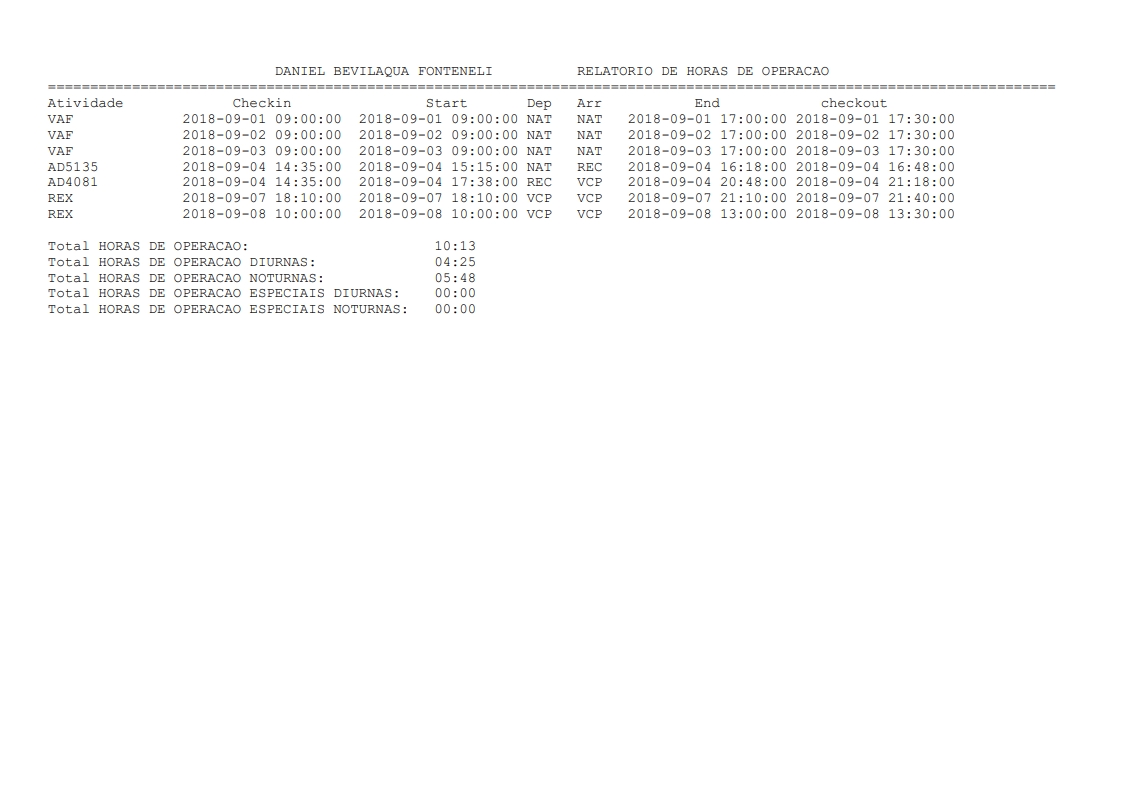 DANIEL BEVILAQUA FONTENELI          RELATORIO DE HORAS DE OPERACAO
========================================================================================================================
Atividade             Checkin                Start       Dep   Arr           End            checkout
VAF             2018-09-01 09:00:00  2018-09-01 09:00:00 NAT   NAT   2018-09-01 17:00:00 2018-09-01 17:30:00
VAF             2018-09-02 09:00:00  2018-09-02 09:00:00 NAT   NAT   2018-09-02 17:00:00 2018-09-02 17:30:00
VAF             2018-09-03 09:00:00  2018-09-03 09:00:00 NAT   NAT   2018-09-03 17:00:00 2018-09-03 17:30:00
AD5135          2018-09-04 14:35:00  2018-09-04 15:15:00 NAT   REC   2018-09-04 16:18:00 2018-09-04 16:48:00
AD4081          2018-09-04 14:35:00  2018-09-04 17:38:00 REC   VCP   2018-09-04 20:48:00 2018-09-04 21:18:00
REX             2018-09-07 18:10:00  2018-09-07 18:10:00 VCP   VCP   2018-09-07 21:10:00 2018-09-07 21:40:00
REX             2018-09-08 10:00:00  2018-09-08 10:00:00 VCP   VCP   2018-09-08 13:00:00 2018-09-08 13:30:00
Total HORAS DE OPERACAO:                      10:13
Total HORAS DE OPERACAO DIURNAS:              04:25
Total HORAS DE OPERACAO NOTURNAS:             05:48
Total HORAS DE OPERACAO ESPECIAIS DIURNAS:    00:00
Total HORAS DE OPERACAO ESPECIAIS NOTURNAS:   00:00